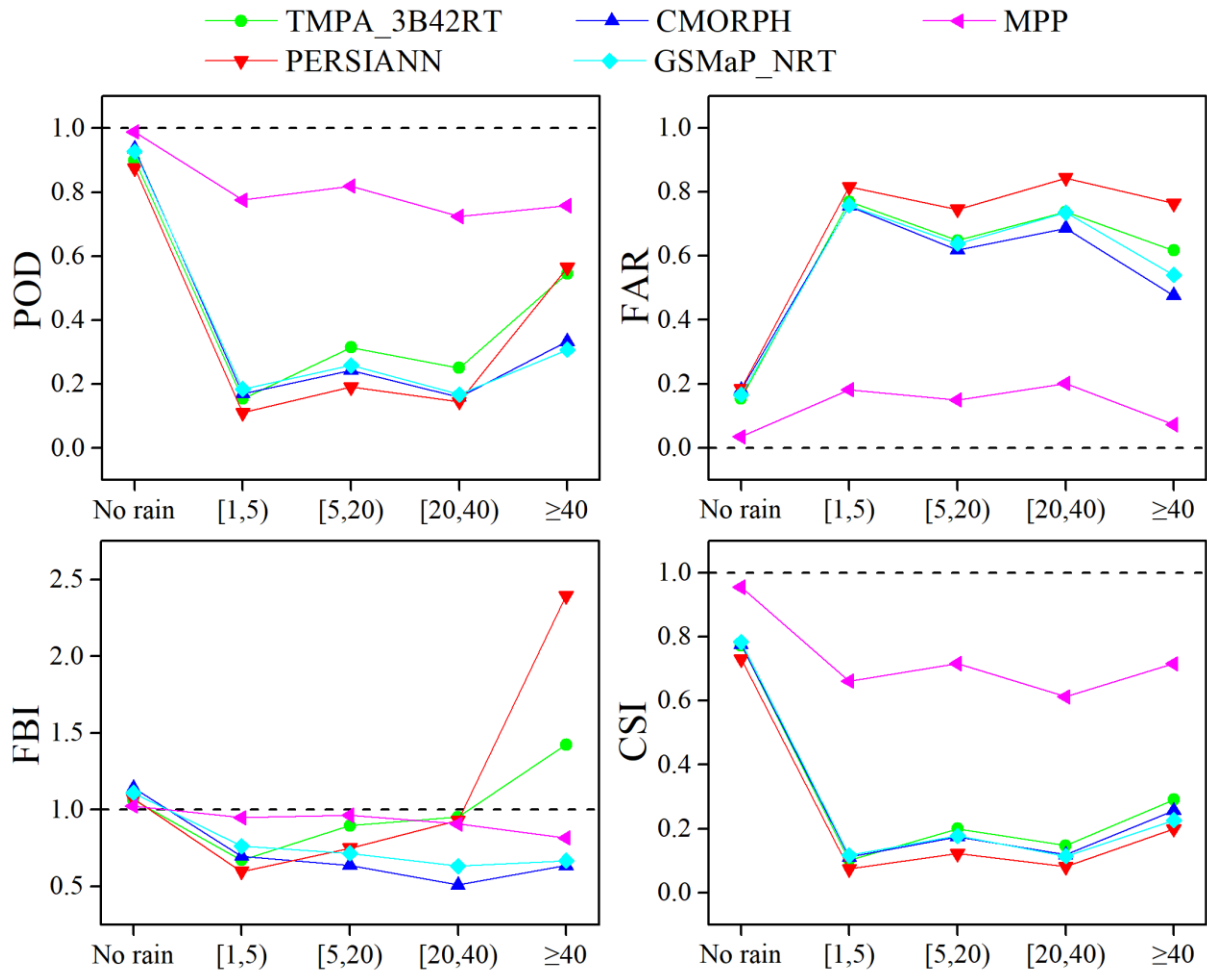 TMPA_3B42RT CMORPH MPP
PERSIANN GSMaP_NRT
1.0
0.8
0.6
0.4
0.2
0.0
POD
No rain [1,5) [5,20) [20,40) ≥40
1.0
0.8
0.6
0.4
0.2
0.0
FAR
No rain [1,5) [5,20) [20,40) ≥40
2.5
2.0
1.5
1.0
0.5
FBI
No rain [1,5) [5,20) [20,40) ≥40
1.0
0.8
0.6
0.4
0.2
0.0
CSI
No rain [1,5) [5,20) [20,40) ≥40